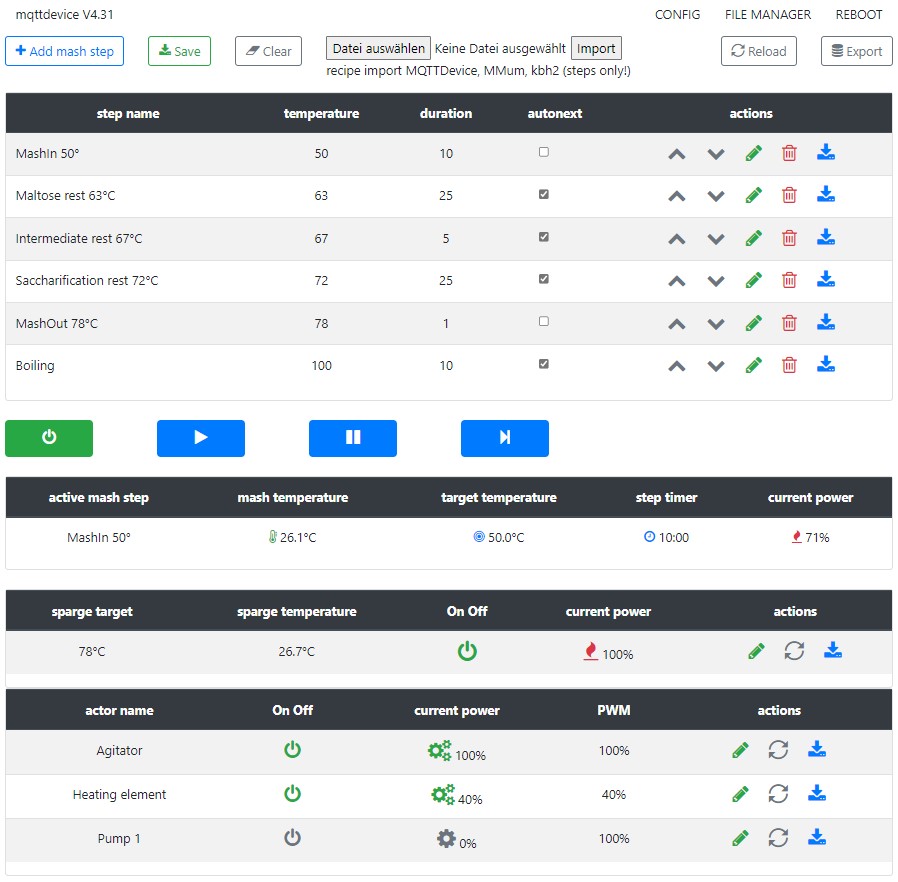 mqttdevice V4.31 CONFIG FILE MANAGER REBOOT
Add mash step Save Clear Datei auswählen Keine Datei ausgewählt Import Reload Export
recipe import MQTTDevice, MMum, kbh2 (steps only!)
step name temperature duration autonext actions
MashIn 50° 50 10
Maltose rest 63°C 63 25
Intermediate rest 67°C 67 5
Saccharification rest 72°C 72 25
MashOut 78°C 78 1
Boiling 100 10
active mash step mash temperature target temperature step timer current power
MashIn 50° 26.1°C 50.0°C 10:00 71%
sparge target sparge temperature On Off current power actions
78°C 26.7°C 100%
actor name On Off current power PWM actions
Agitator 100% 100%
Heating element 40% 40%
Pump 1 0% 100%